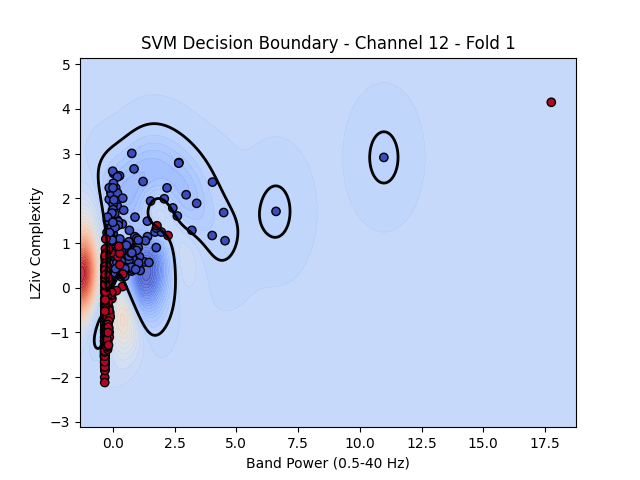 SVM Decision Boundary - Channel 12 - Fold 1
LZiv Complexity
5
4
3
2
1
0
−1
−2
−3
0.0 2.5 5.0 7.5 10.0 12.5 15.0 17.5
Band Power (0.5-40 Hz)